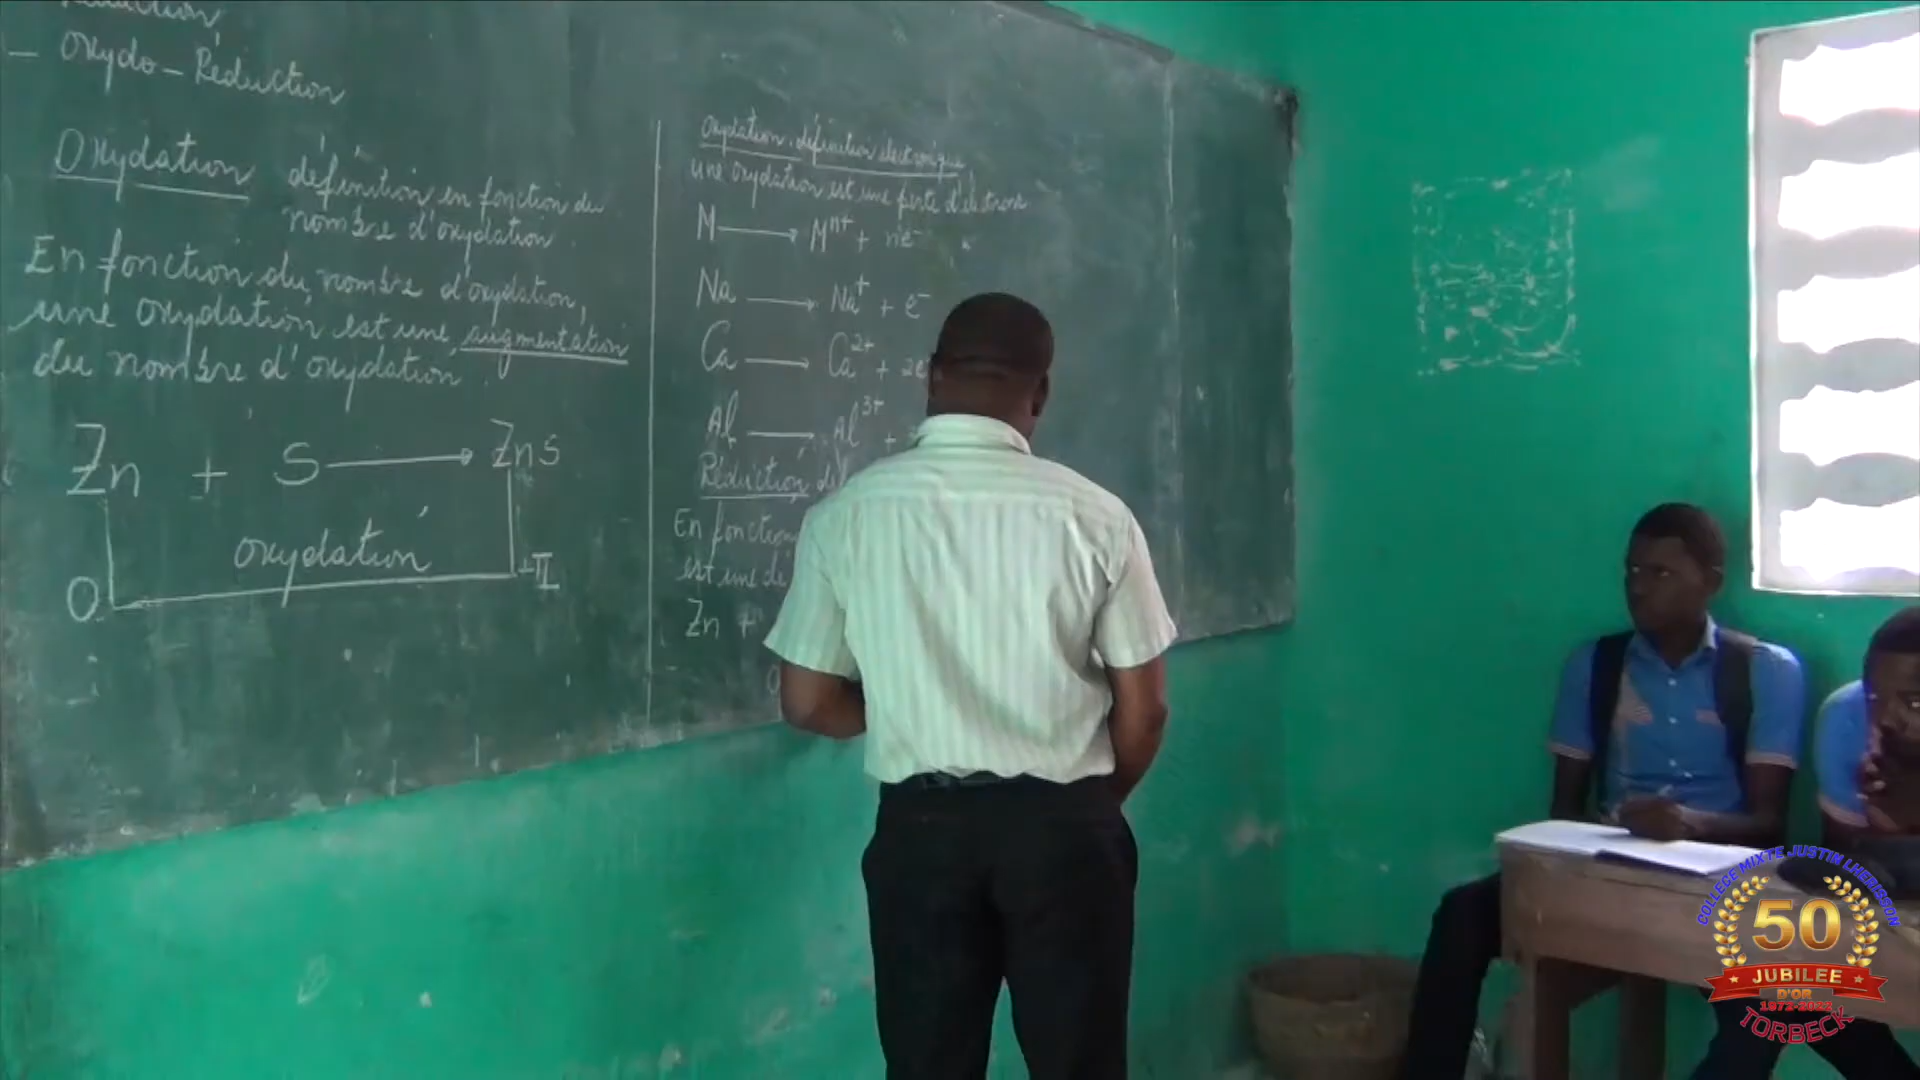 Réduction
– Oxydo – Réduction
Oxydation définition en fonction du
nombre d'oxydation.
En fonction du nombre d'oxydation,
une oxydation est une augmentation
du nombre d'oxydation.
Zn + S → ZnS
oxydation
O +II
Oxydation. définition électronique
une oxydation est une perte d'électrons
M → Mⁿ⁺ + ne⁻
Na → Na⁺ + e⁻
Ca → Ca²⁺ + 2e
Al → Al³⁺ +
Réduction
En fonction
est une
Zn +
COLLEGE MIXTE JUSTIN LHERISSON
50
JUBILEE
D'OR
1972-2022
TORBECK